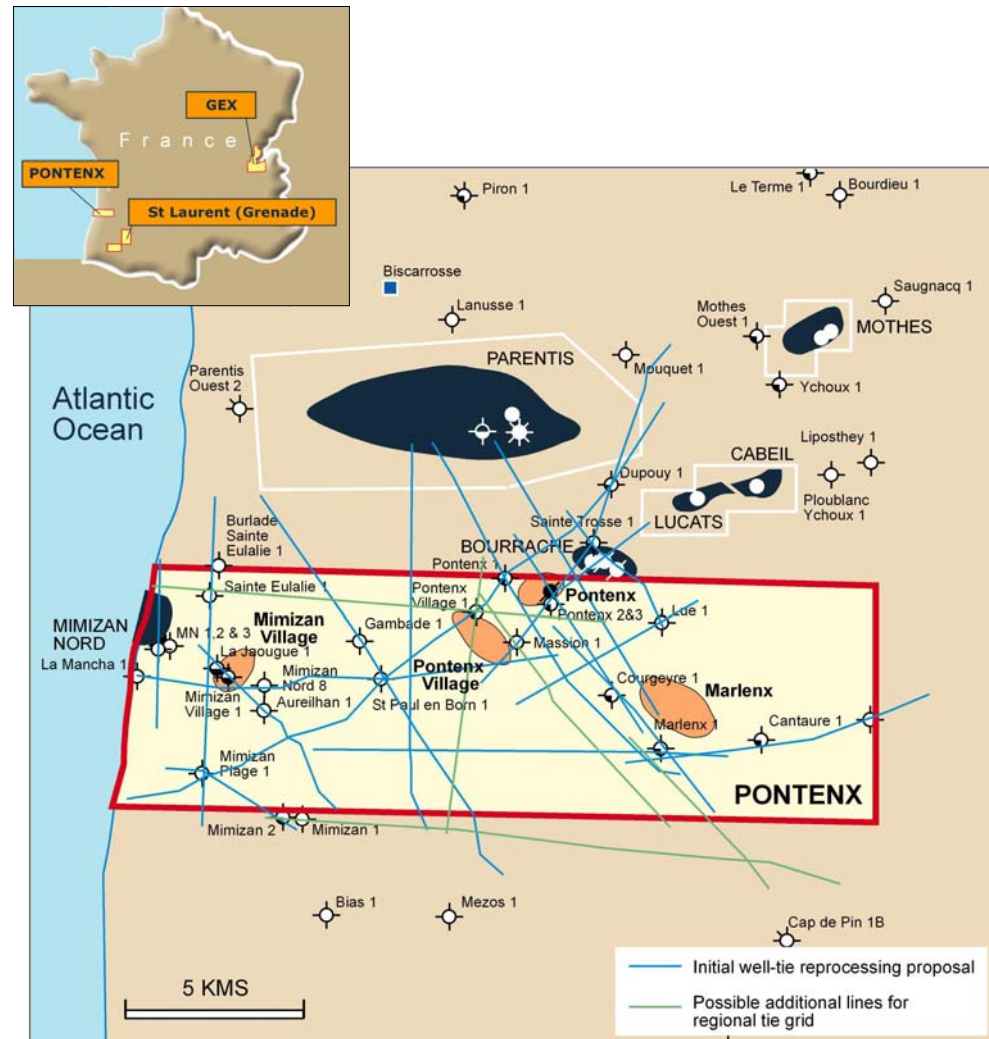 GEX
France
PONTENX
St Laurent (Grenade)
Piron 1
Le Terme 1
Bourdieu 1
Biscarrosse
Lanusse 1
Saugnacq 1
Mothes
Ouest 1
MOTHES
PARENTIS
Mouquet 1
Ychoux 1
Parentis
Ouest 2
Atlantic
Ocean
CABEIL
Liposthey 1
Dupouy 1
Ploublanc
Ychoux 1
LUCATS
Burlade
Sainte
Eulalie 1
Sainte Trosse 1
BOURRACHE
Pontenx 1
Sainte Eulalie 1
Pontenx
Village 1
Pontenx
Pontenx 2&3
Lue 1
MIMIZAN
NORD
MN 1,2 & 3
Mimizan
Village
Gambade 1
Massion 1
La Jaougue 1
La Mancha 1
Mimizan
Nord 8
Pontenx
Village
Courgeyre 1
Marlenx
Mimizan
Village 1
Aureilhan 1
St Paul en Born 1
Marlenx 1
Cantaure 1
Mimizan
Plage 1
PONTENX
Mimizan 2
Mimizan 1
Bias 1
Mezos 1
Cap de Pin 1B
5 KMS
Initial well-tie reprocessing proposal
Possible additional lines for
regional tie grid